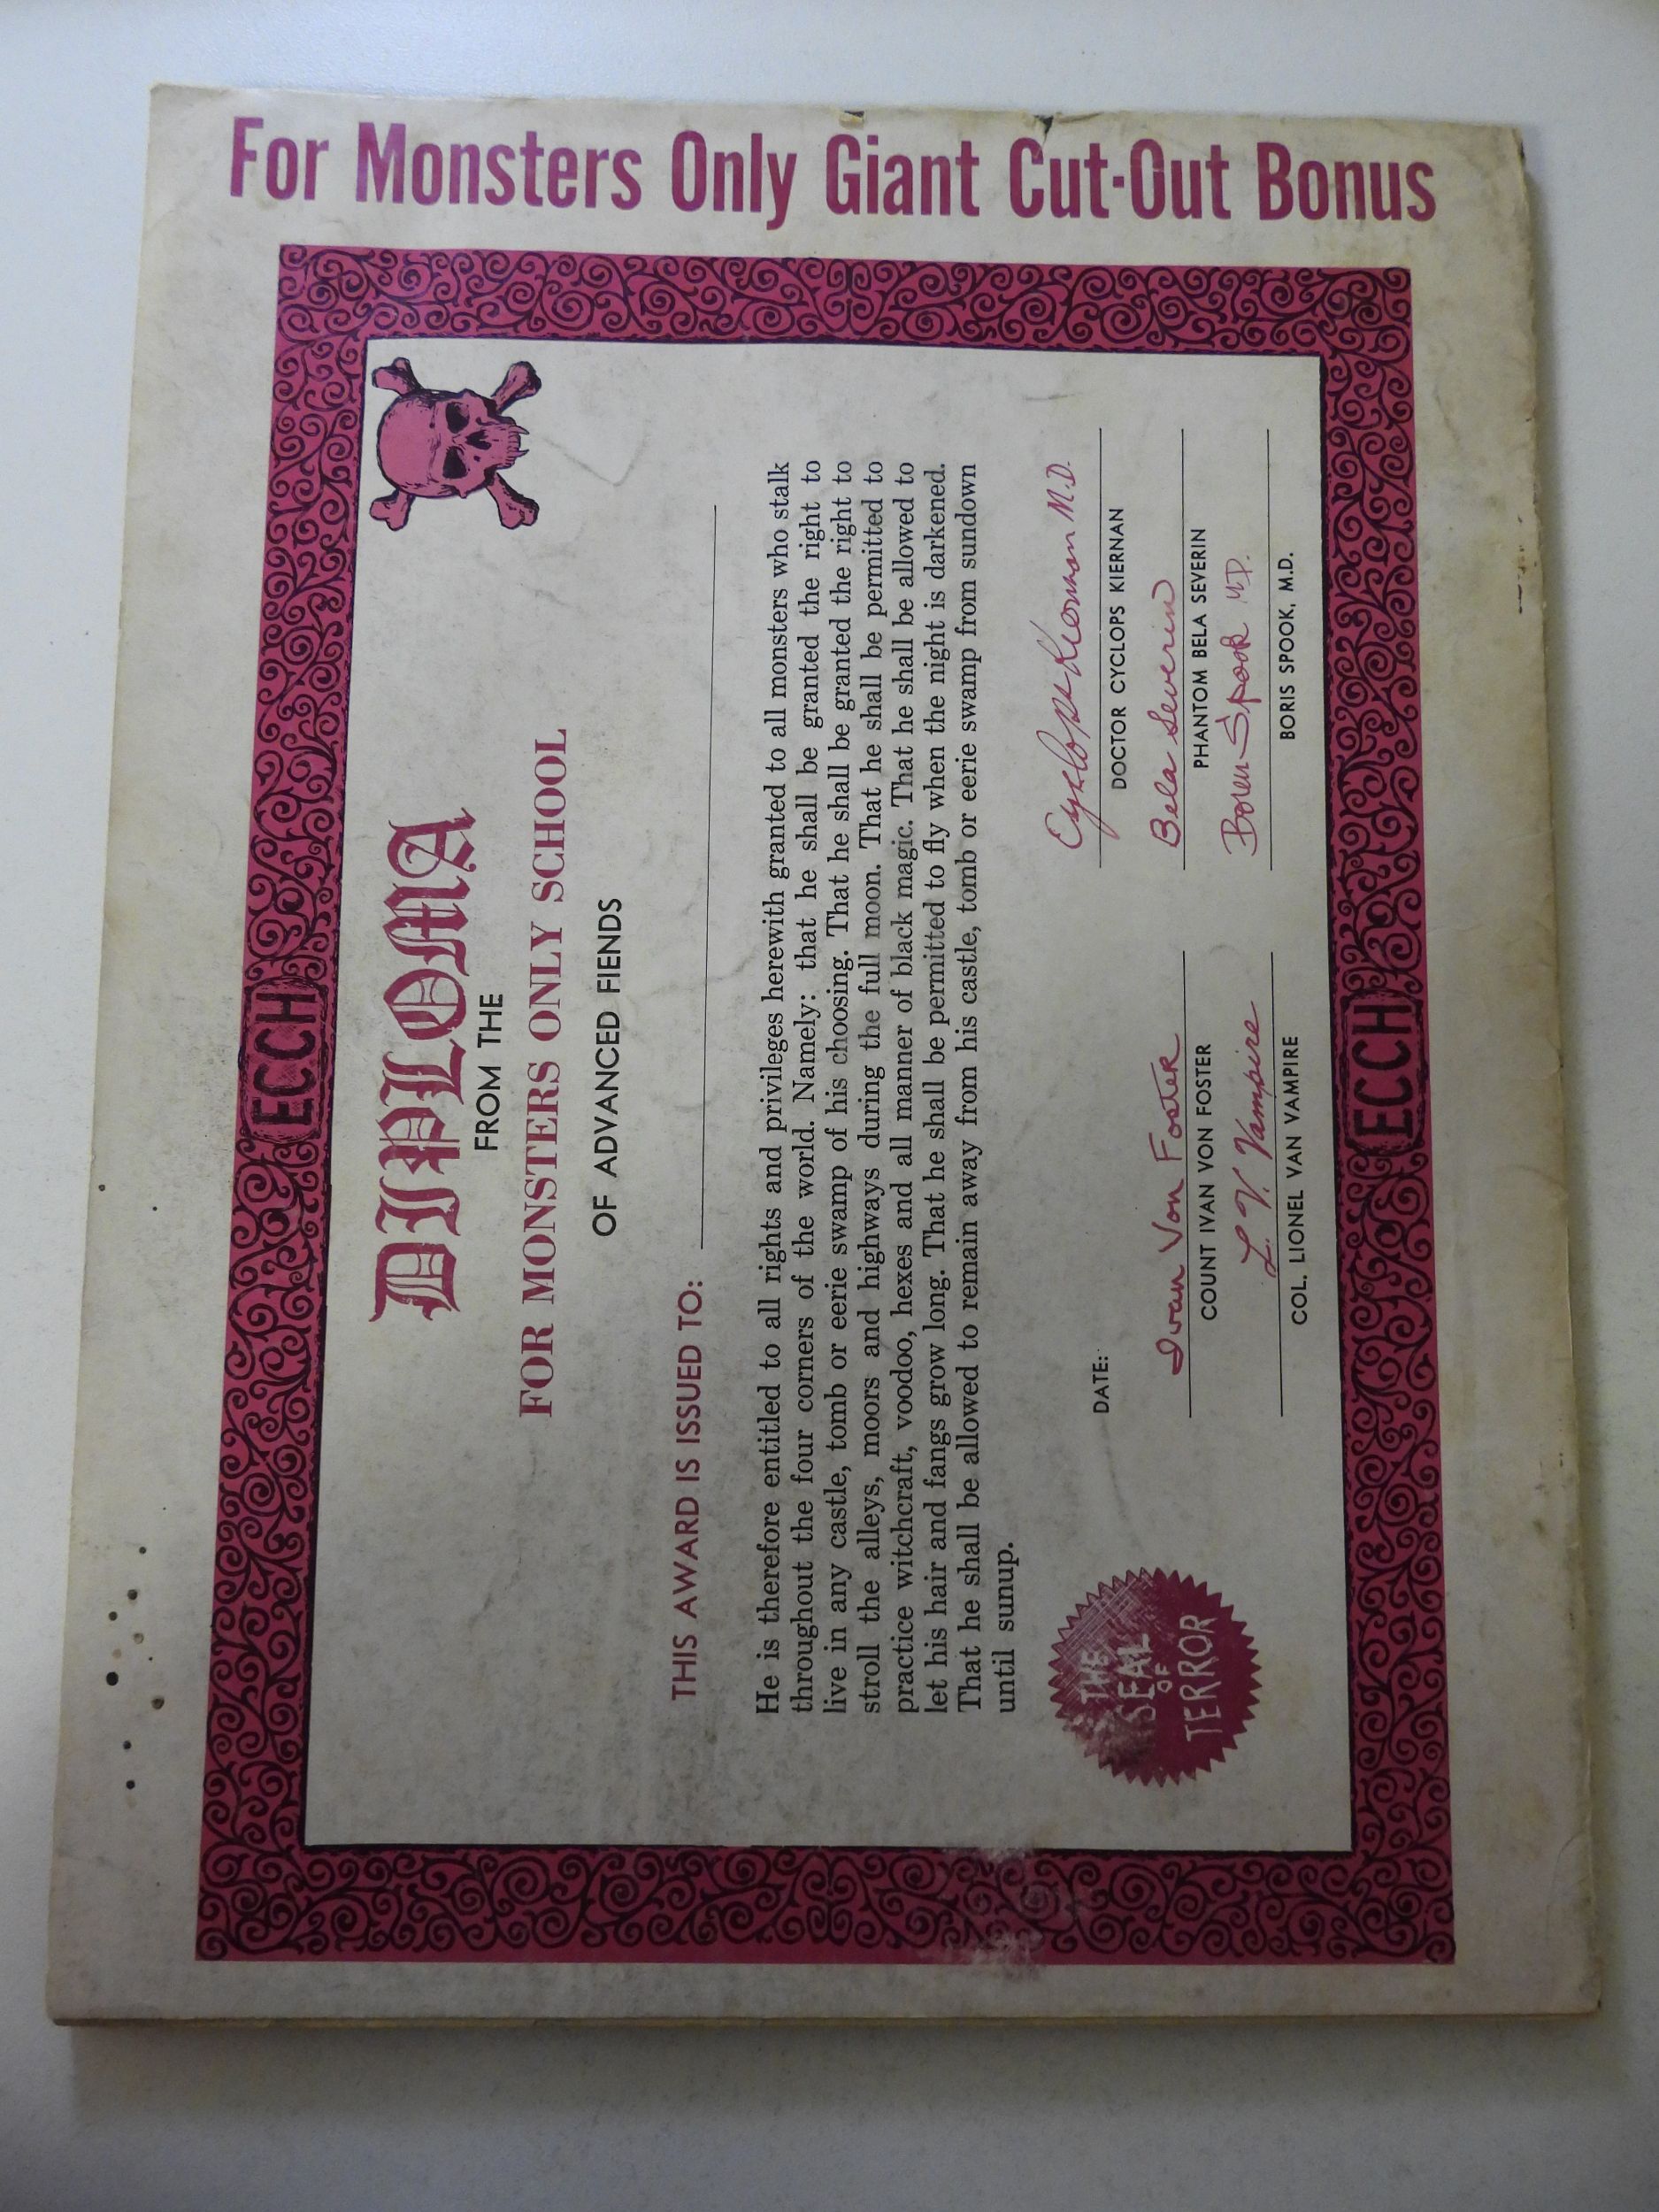 For Monsters Only Giant Cut-Out Bonus
ECCH
DIPLOMA
FROM THE
FOR MONSTERS ONLY SCHOOL
OF ADVANCED FIENDS
THIS AWARD IS ISSUED TO:
He is therefore entitled to all rights and privileges herewith granted to all monsters who stalk
throughout the four corners of the world. Namely: that he shall be granted the right to
live in any castle, tomb or eerie swamp of his choosing. That he shall be granted the right to
stroll the alleys, moors and highways during the full moon. That he shall be permitted to
practice witchcraft, voodoo, hexes and all manner of black magic. That he shall be allowed to
let his hair and fangs grow long. That he shall be permitted to fly when the night is darkened.
That he shall be allowed to remain away from his castle, tomb or eerie swamp from sundown
until sunup.
THE
SEAL
OF
TERROR
DATE:
Ivan Von Foster
COUNT IVAN VON FOSTER
L. V. Vampire
COL. LIONEL VAN VAMPIRE
Cyclops Kiernan M.D.
DOCTOR CYCLOPS KIERNAN
Bela Severin
PHANTOM BELA SEVERIN
Boris Spook M.D.
BORIS SPOOK, M.D.
ECCH